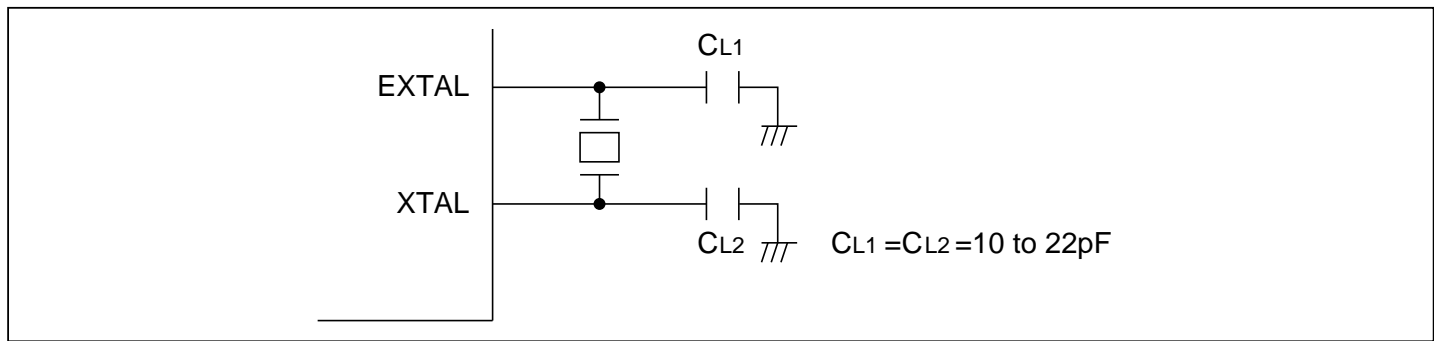 CL1
EXTAL
XTAL
CL2
CL1 =CL2 =10 to 22pF